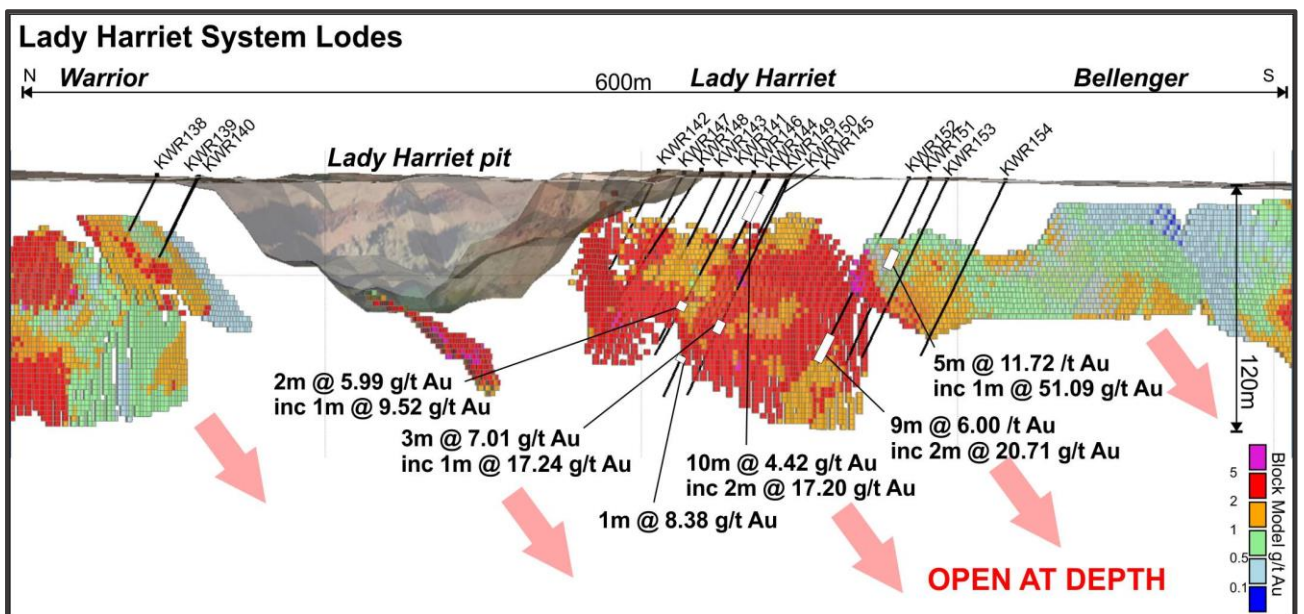 Lady Harriet System Lodes
N
Warrior
600m
Lady Harriet
Bellenger
S
KWR138
KWR139
KWR140
Lady Harriet pit
KWR142
KWR147
KWR148
KWR143
KWR141
KWR146
KWR144
KWR149
KWR150
KWR145
KWR152
KWR151
KWR153
KWR154
120m
2m @ 5.99 g/t Au
inc 1m @ 9.52 g/t Au
3m @ 7.01 g/t Au
inc 1m @ 17.24 g/t Au
1m @ 8.38 g/t Au
10m @ 4.42 g/t Au
inc 2m @ 17.20 g/t Au
9m @ 6.00 /t Au
inc 2m @ 20.71 g/t Au
5m @ 11.72 /t Au
inc 1m @ 51.09 g/t Au
OPEN AT DEPTH
Block Model g/t Au
5
2
1
0.5
0.1